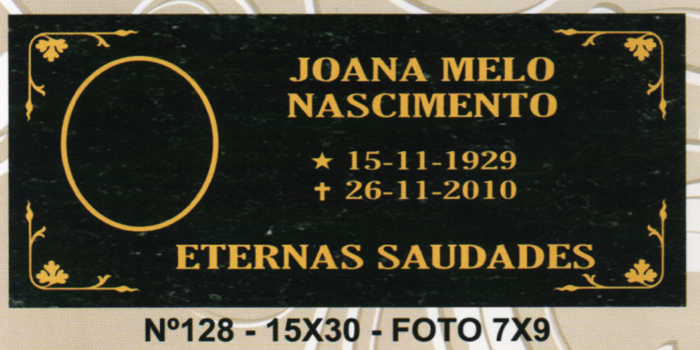 JOANA MELO
NASCIMENTO
★ 15-11-1929
✝ 26-11-2010
ETERNAS SAUDADES
Nº128 - 15X30 - FOTO 7X9